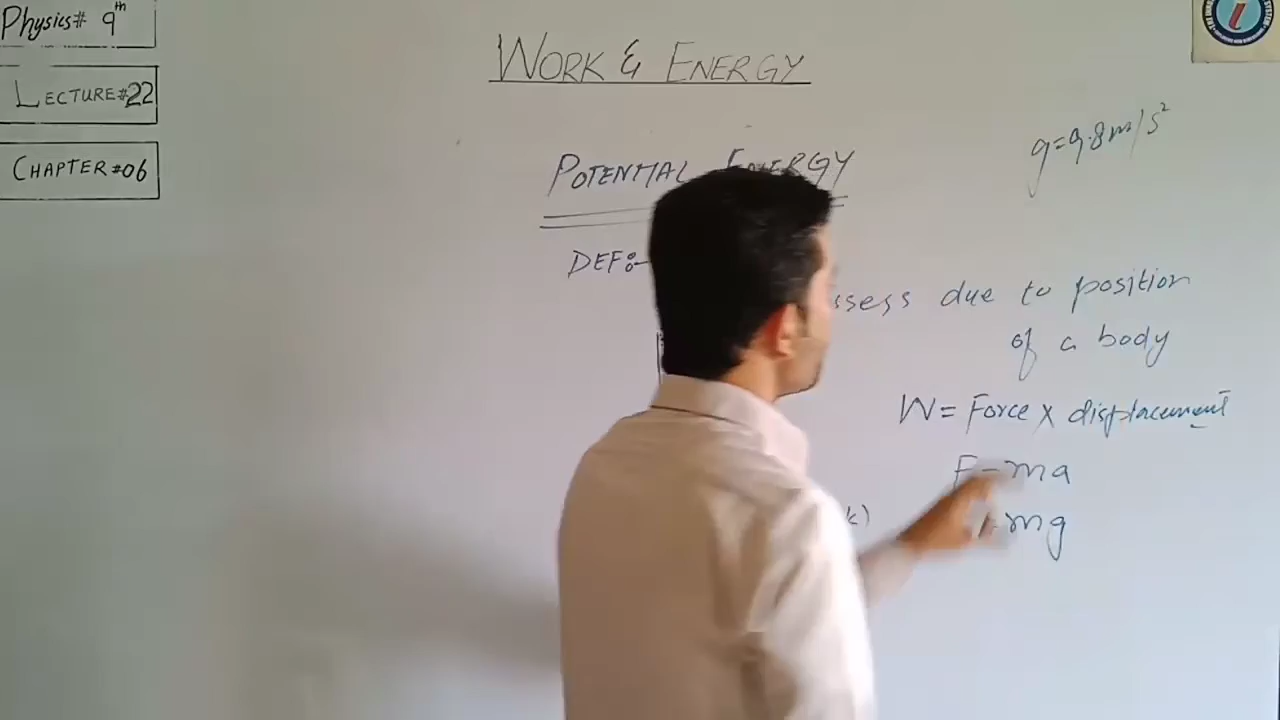 Physics# 9th
LECTURE#22
CHAPTER#06
WORK & ENERGY
g=9.8m/s²
POTENTIAL ENERGY
DEF:-
ssess due to position
of a body
W = Force x displacement
F=ma
=mg
k)